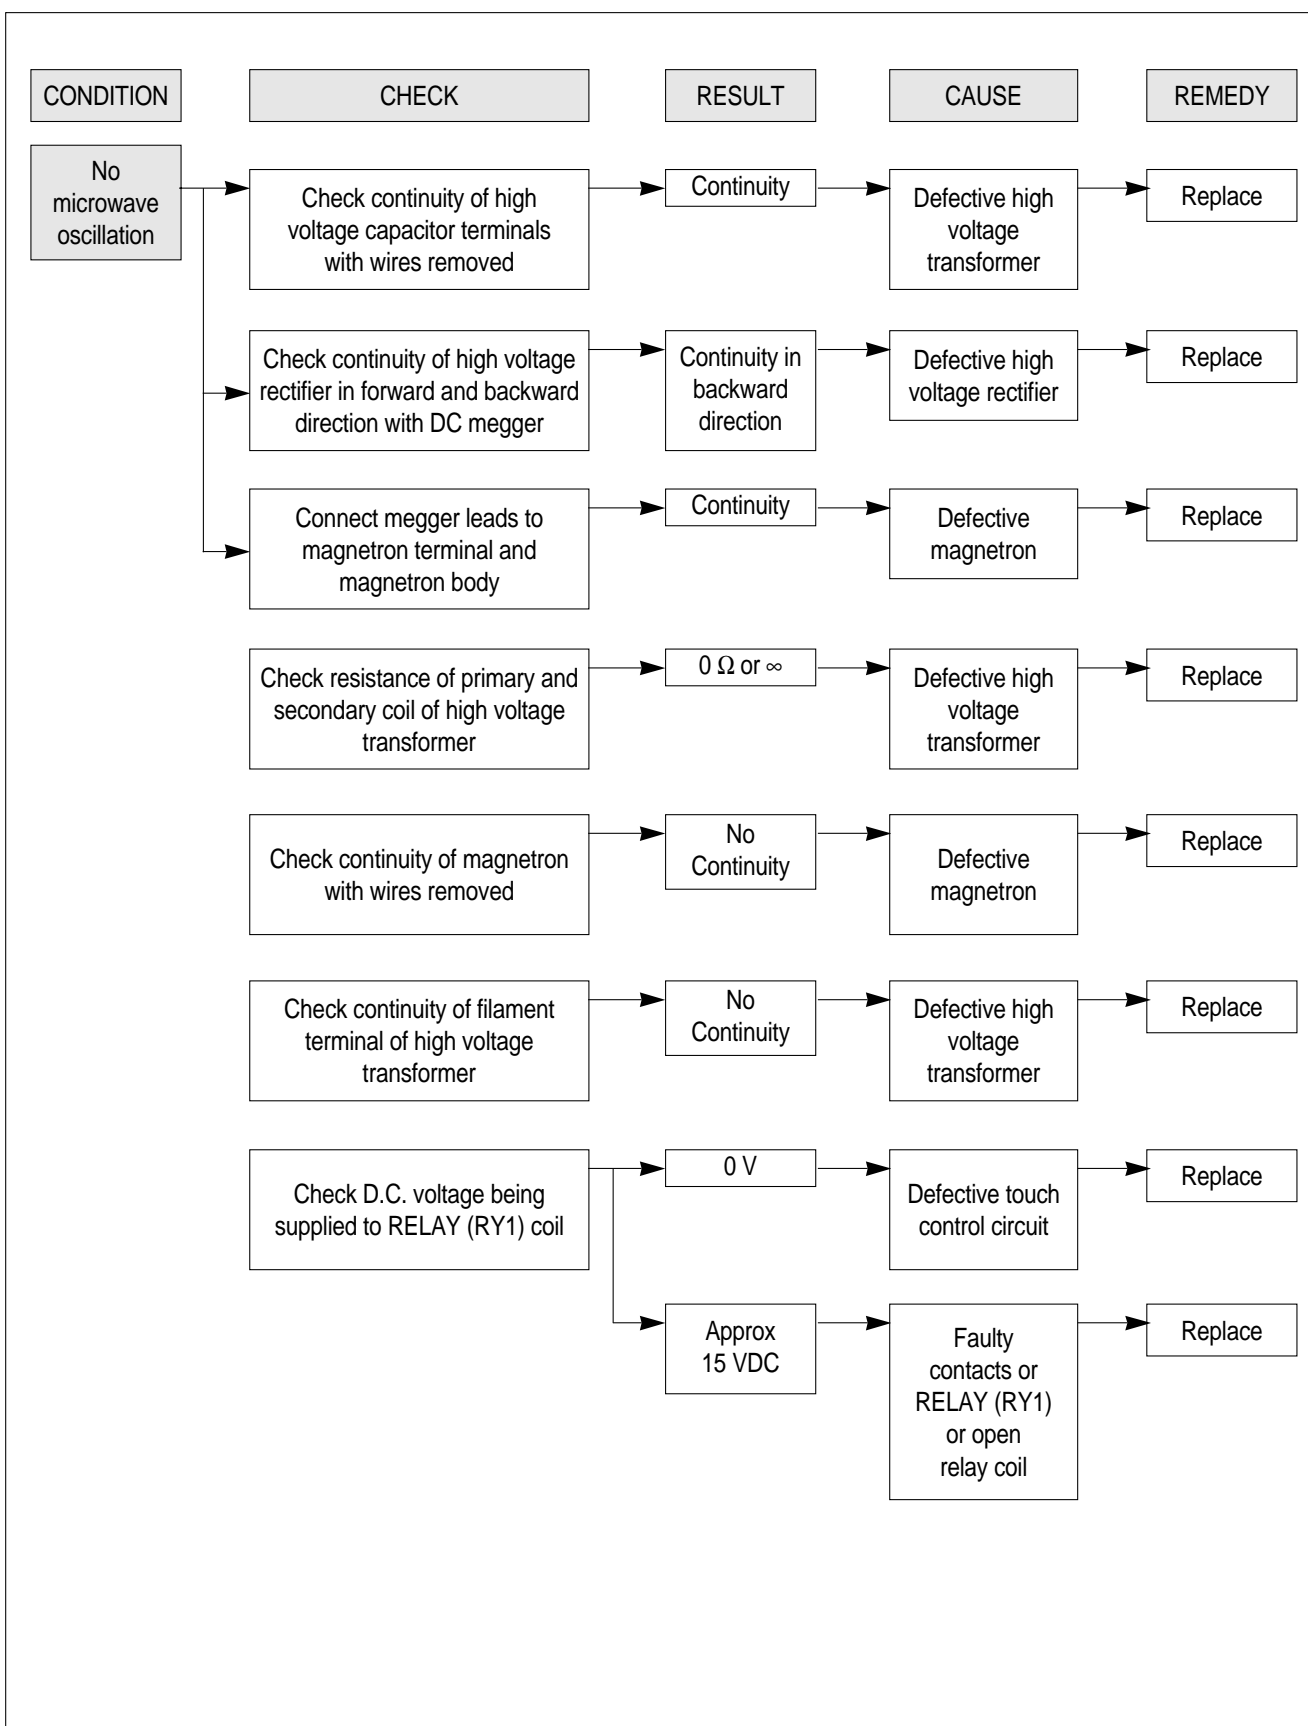 CONDITION
CHECK
RESULT
CAUSE
REMEDY
No
microwave
oscillation
Check continuity of high
voltage capacitor terminals
with wires removed
Continuity
Defective high
voltage
transformer
Replace
Check continuity of high voltage
rectifier in forward and backward
direction with DC megger
Continuity in
backward
direction
Defective high
voltage rectifier
Replace
Connect megger leads to
magnetron terminal and
magnetron body
Continuity
Defective
magnetron
Replace
Check resistance of primary and
secondary coil of high voltage
transformer
0 Ω or ∞
Defective high
voltage
transformer
Replace
Check continuity of magnetron
with wires removed
No
Continuity
Defective
magnetron
Replace
Check continuity of filament
terminal of high voltage
transformer
No
Continuity
Defective high
voltage
transformer
Replace
Check D.C. voltage being
supplied to RELAY (RY1) coil
0 V
Defective touch
control circuit
Replace
Approx
15 VDC
Faulty
contacts or
RELAY (RY1)
or open
relay coil
Replace